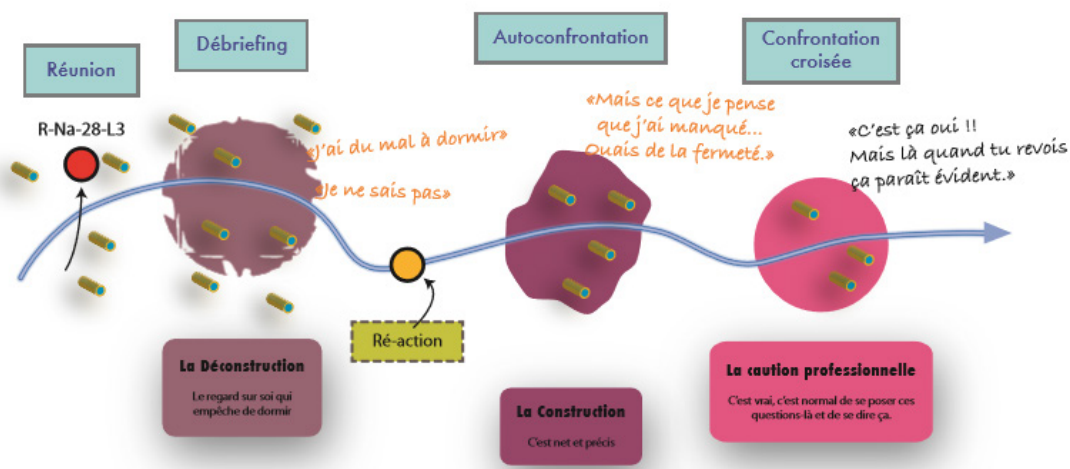 Réunion
Débriefing
Autoconfrontation
Confrontation
croisée
R-Na-28-L3
«J'ai du mal à dormir»
«Je ne sais pas»
«Mais ce que je pense
que j'ai manqué...
Ouais de la fermeté.»
«C'est ça oui !!
Mais là quand tu revois
ça paraît évident.»
Ré-action
La Déconstruction
Le regard sur soi qui
empêche de dormir
La Construction
C'est net et précis
La caution professionnelle
C'est vrai, c'est normal de se poser ces
questions-là et de se dire ça.